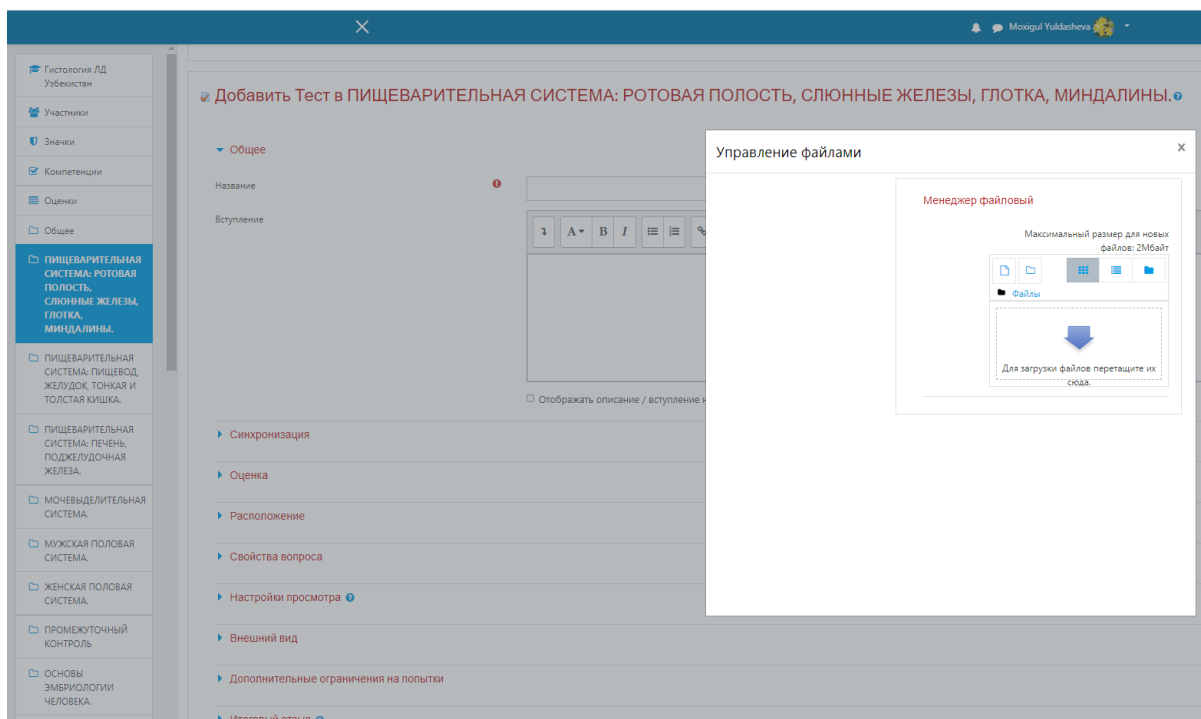 Moxigul Yuldasheva
Гистология ЛД
Узбекистан
Участники
Значки
Компетенции
Оценки
Общее
ПИЩЕВАРИТЕЛЬНАЯ
СИСТЕМА: РОТОВАЯ
ПОЛОСТЬ,
СЛЮННЫЕ ЖЕЛЕЗЫ,
ГЛОТКА,
МИНДАЛИНЫ.
ПИЩЕВАРИТЕЛЬНАЯ
СИСТЕМА: ПИЩЕВОД,
ЖЕЛУДОК, ТОНКАЯ И
ТОЛСТАЯ КИШКА.
ПИЩЕВАРИТЕЛЬНАЯ
СИСТЕМА: ПЕЧЕНЬ,
ПОДЖЕЛУДОЧНАЯ
ЖЕЛЕЗА.
МОЧЕВЫДЕЛИТЕЛЬНАЯ
СИСТЕМА.
МУЖСКАЯ ПОЛОВАЯ
СИСТЕМА.
ЖЕНСКАЯ ПОЛОВАЯ
СИСТЕМА.
ПРОМЕЖУТОЧНЫЙ
КОНТРОЛЬ
ОСНОВЫ
ЭМБРИОЛОГИИ
ЧЕЛОВЕКА.
Добавить Тест в ПИЩЕВАРИТЕЛЬНАЯ СИСТЕМА: РОТОВАЯ ПОЛОСТЬ, СЛЮННЫЕ ЖЕЛЕЗЫ, ГЛОТКА, МИНДАЛИНЫ.
Общее
Название
Вступление
A B I
Отображать описание / вступление н
Синхронизация
Оценка
Расположение
Свойства вопроса
Настройки просмотра
Внешний вид
Дополнительные ограничения на попытки
Итоговый отзыв
Управление файлами
x
Менеджер файловый
Максимальный размер для новых
файлов: 2Мбайт
Файлы
Для загрузки файлов перетащите их
сюда.